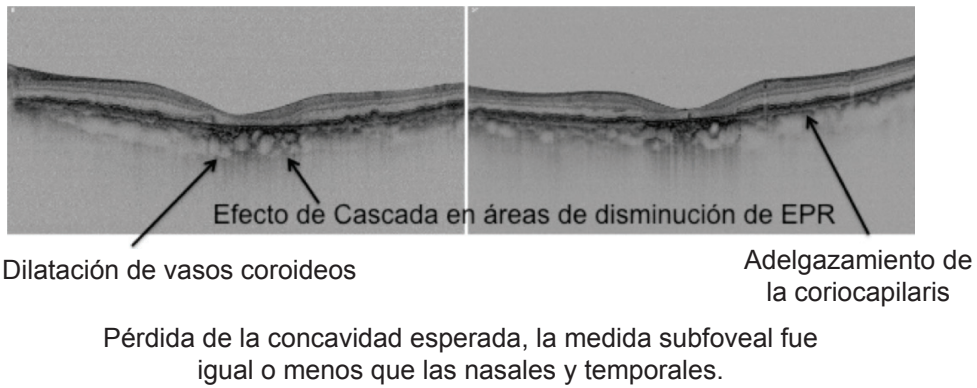 Efecto de Cascada en áreas de disminución de EPR
Dilatación de vasos coroideos
Adelgazamiento de
la coriocapilaris
Pérdida de la concavidad esperada, la medida subfoveal fue
igual o menos que las nasales y temporales.